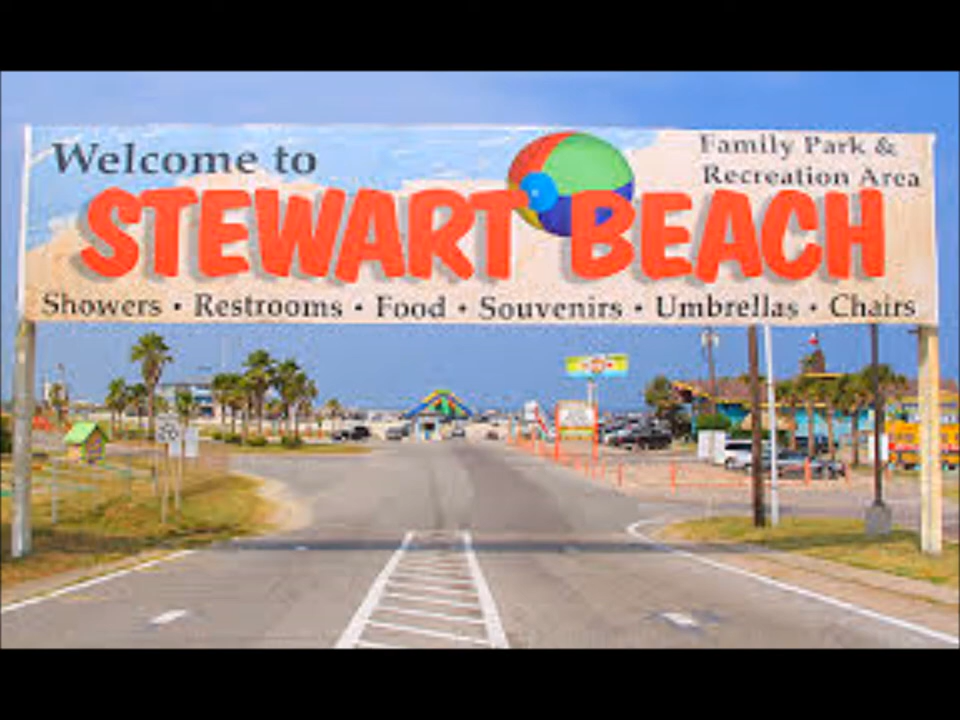 Welcome to
Family Park &
Recreation Area
STEWART BEACH
Showers • Restrooms • Food • Souvenirs • Umbrellas • Chairs